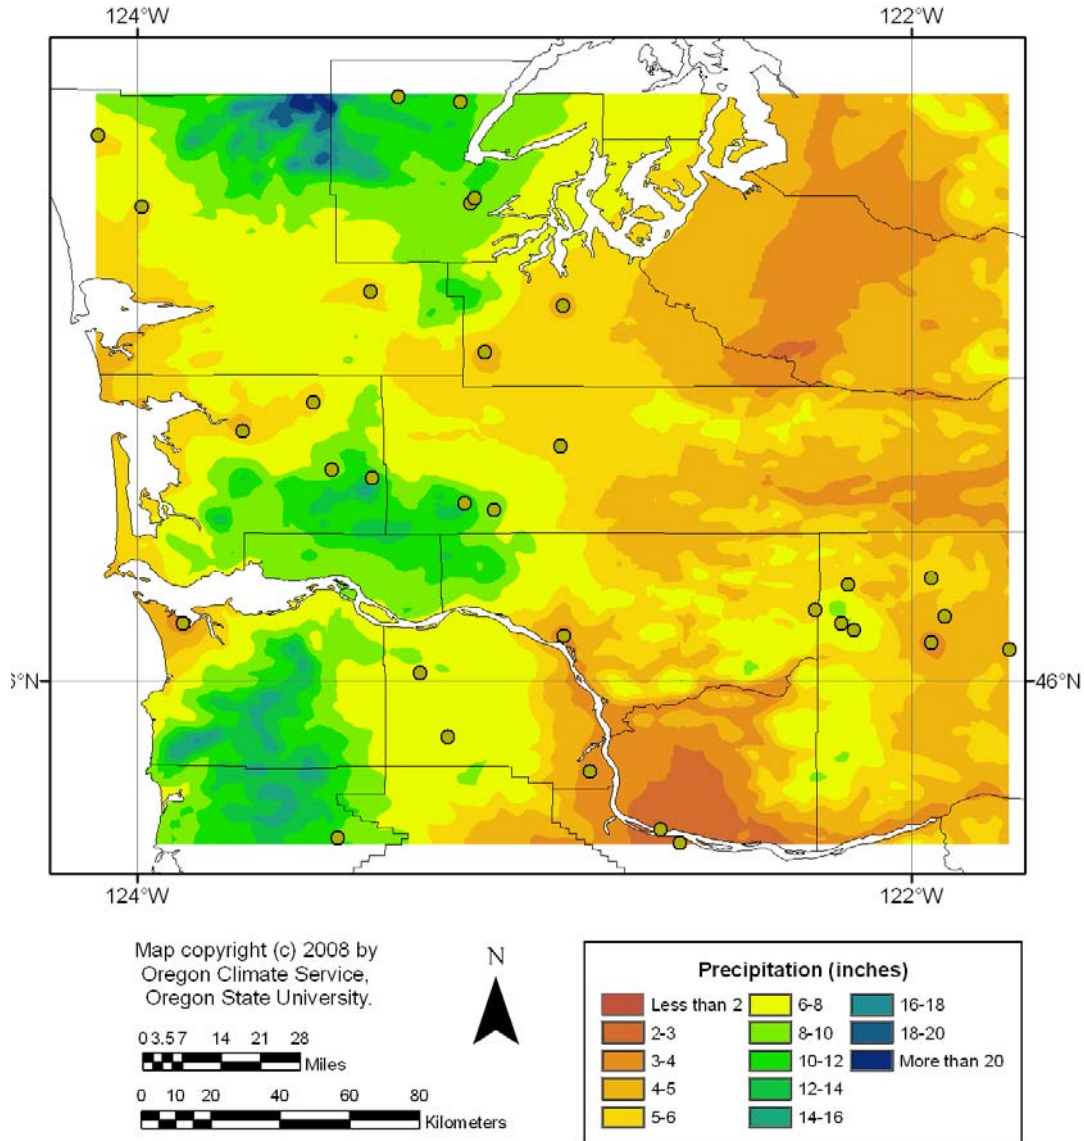 124°W 122°W
6°N 46°N
124°W 122°W
Map copyright (c) 2008 by
Oregon Climate Service,
Oregon State University.
N
0 3.5 7 14 21 28
Miles
0 10 20 40 60 80
Kilometers
Precipitation (inches)
Less than 2
2-3
3-4
4-5
5-6
6-8
8-10
10-12
12-14
14-16
16-18
18-20
More than 20